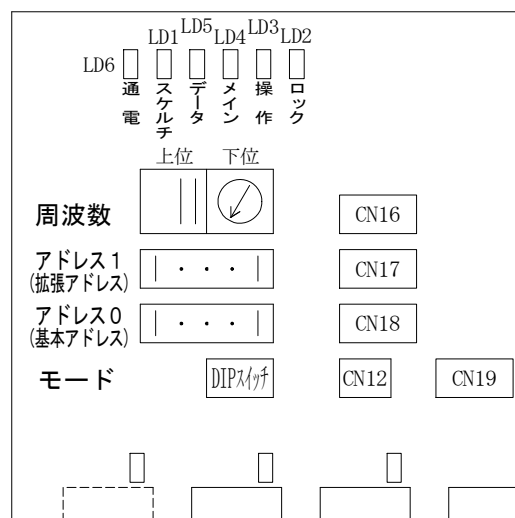 LD6 LD1 LD5 LD4 LD3 LD2
通電 スケルチ データ メイン 操作 ロック
上位 下位
周波数 CN16
アドレス1 CN17
(拡張アドレス)
アドレス0 CN18
(基本アドレス)
モード DIPスイッチ CN12 CN19